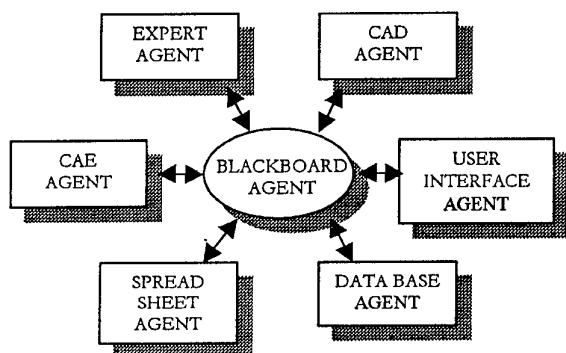 EXPERT
AGENT
CAD
AGENT
CAE
AGENT
BLACKBOARD
AGENT
USER
INTERFACE
AGENT
SPREAD
SHEET
AGENT
DATA BASE
AGENT